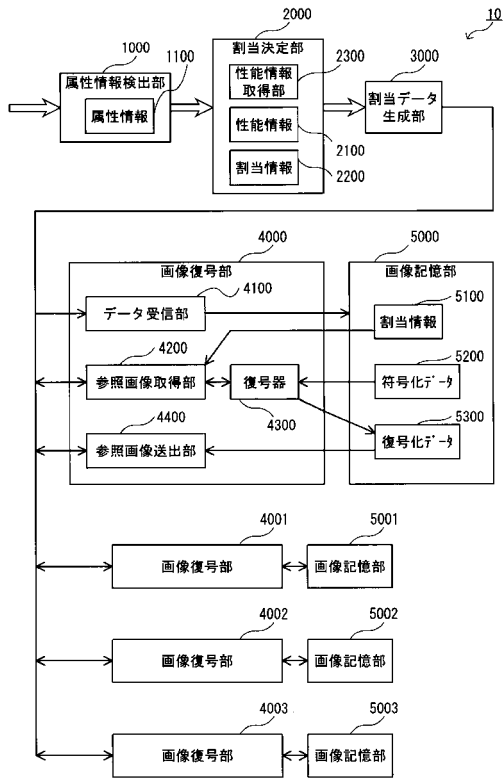 10
1000
属性情報検出部
1100
属性情報
2000
割当決定部
2300
性能情報
取得部
性能情報
2100
割当情報
2200
3000
割当データ
生成部
4000
画像復号部
4100
データ受信部
4200
参照画像取得部
復号器
4300
4400
参照画像送出部
5000
画像記憶部
5100
割当情報
5200
符号化データ
5300
復号化データ
4001
画像復号部
5001
画像記憶部
4002
画像復号部
5002
画像記憶部
4003
画像復号部
5003
画像記憶部